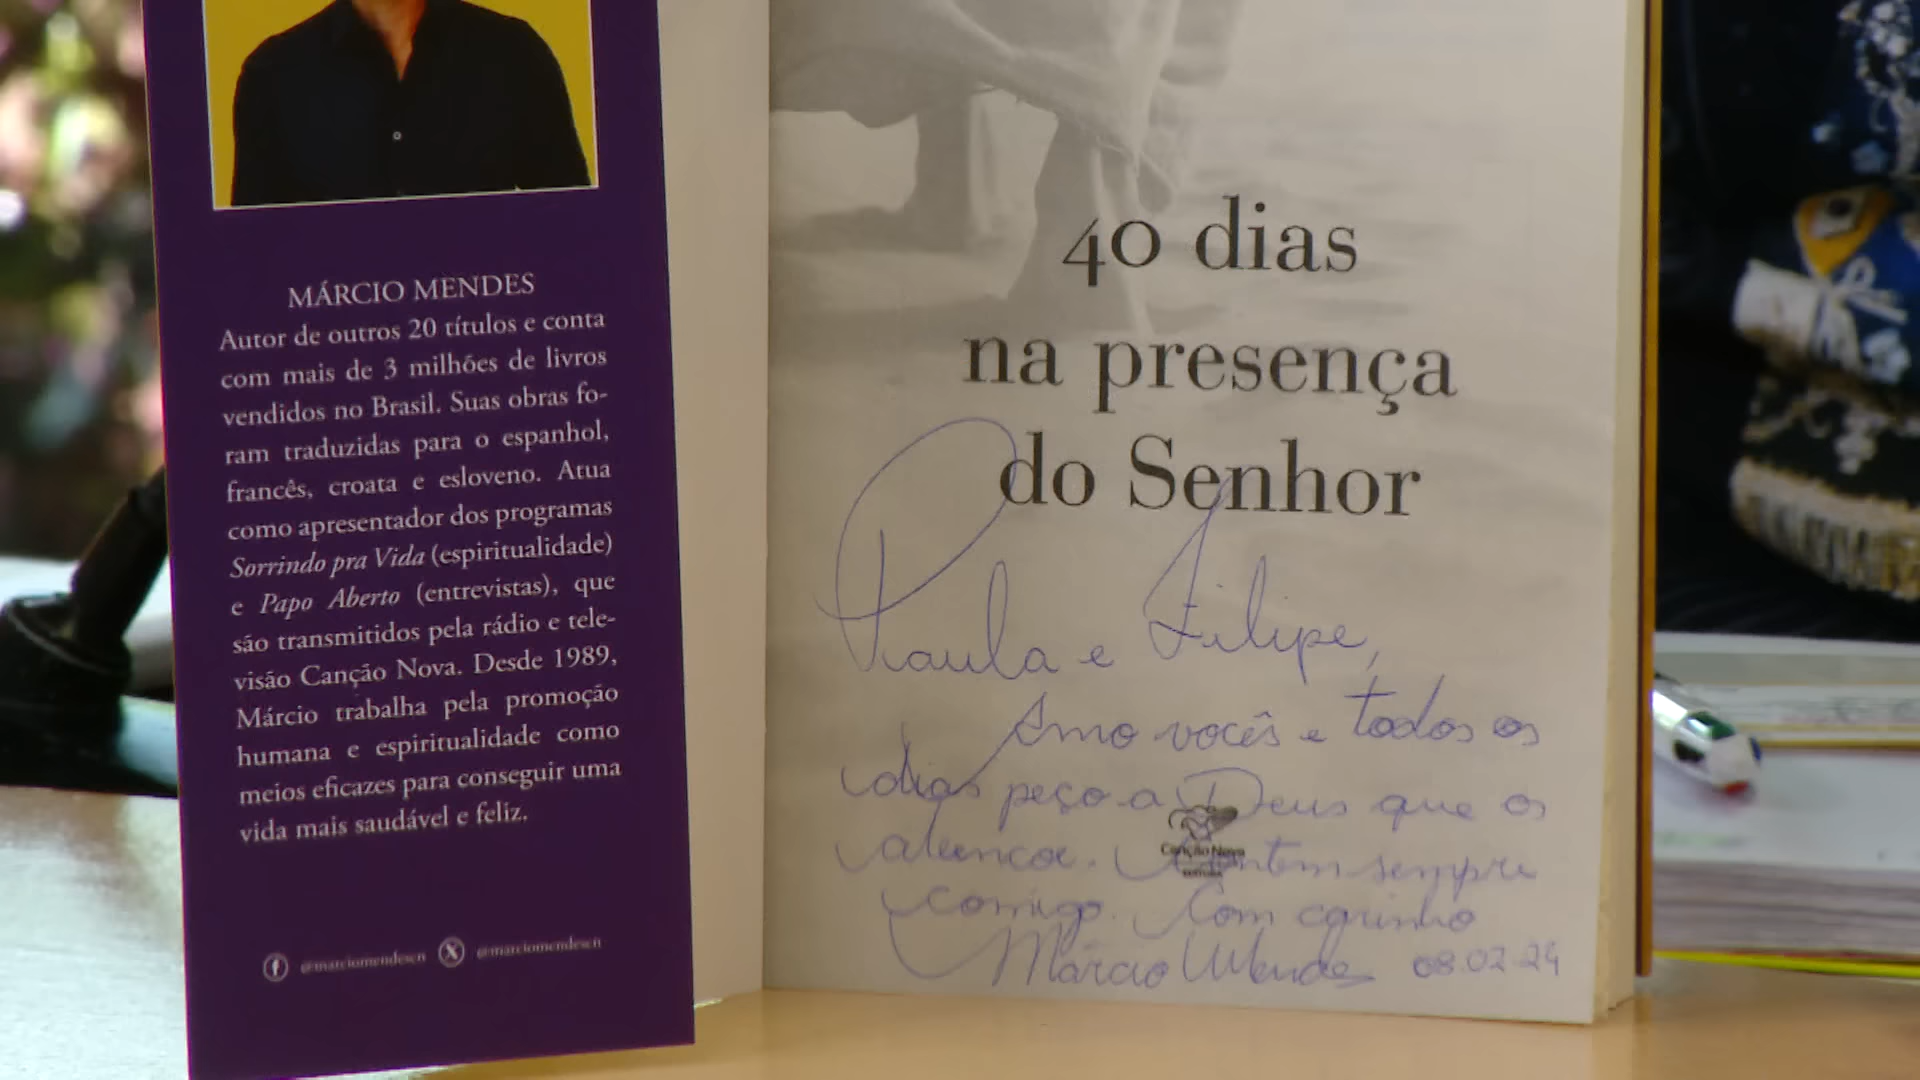 MÁRCIO MENDES
Autor de outros 20 títulos e conta
com mais de 3 milhões de livros
vendidos no Brasil. Suas obras fo-
ram traduzidas para o espanhol,
francês, croata e esloveno. Atua
como apresentador dos programas
Sorrindo pra Vida (espiritualidade)
e Papo Aberto (entrevistas), que
são transmitidos pela rádio e tele-
visão Canção Nova. Desde 1989,
Márcio trabalha pela promoção
humana e espiritualidade como
meios eficazes para conseguir uma
vida mais saudável e feliz.
@marciomendescn @marciomendescn
40 dias
na presença
do Senhor
Paula e Filipe,
Amo vocês e todos os
dias peço a Deus que os
abençoe. Contem sempre
comigo. Com carinho
Márcio Mendes 08.02.24
Canção Nova
EDITORA